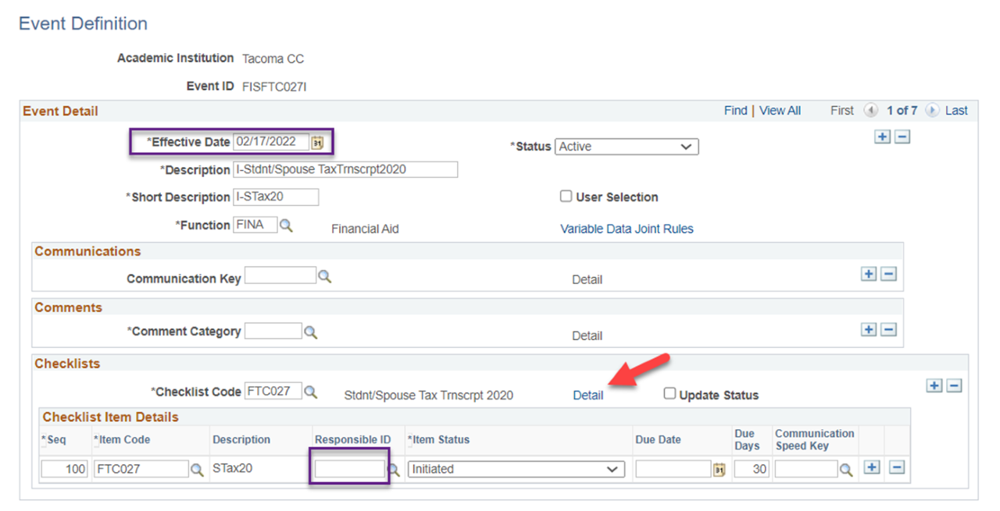 Event Definition
Academic Institution Tacoma CC
Event ID FISFTC027I
Event Detail Find | View All First 1 of 7 Last
*Effective Date 02/17/2022 31 *Status Active
*Description I-Stdnt/Spouse TaxTrnscrpt2020
*Short Description I-STax20 User Selection
*Function FINA Financial Aid Variable Data Joint Rules
Communications
Communication Key Detail
Comments
*Comment Category Detail
Checklists
*Checklist Code FTC027 Stdnt/Spouse Tax Trnscrpt 2020 Detail Update Status
Checklist Item Details
*Seq *Item Code Description Responsible ID *Item Status Due Date Due Days Communication Speed Key
100 FTC027 STax20 Initiated 31 30